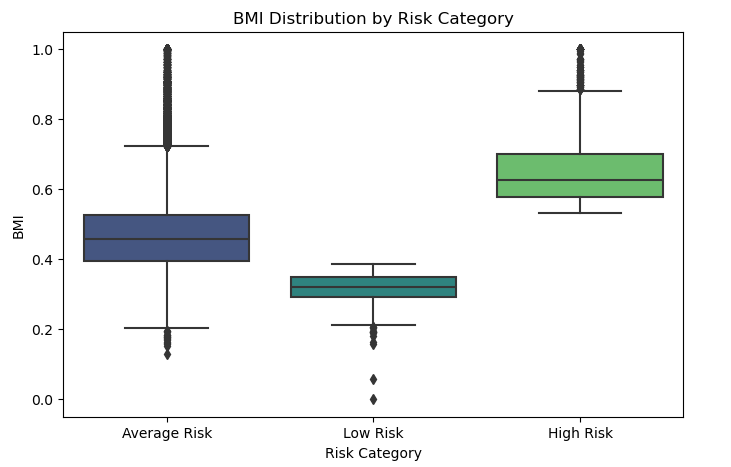 BMI Distribution by Risk Category
1.0
0.8
0.6
0.4
0.2
0.0
BMI
Average Risk
Low Risk
High Risk
Risk Category